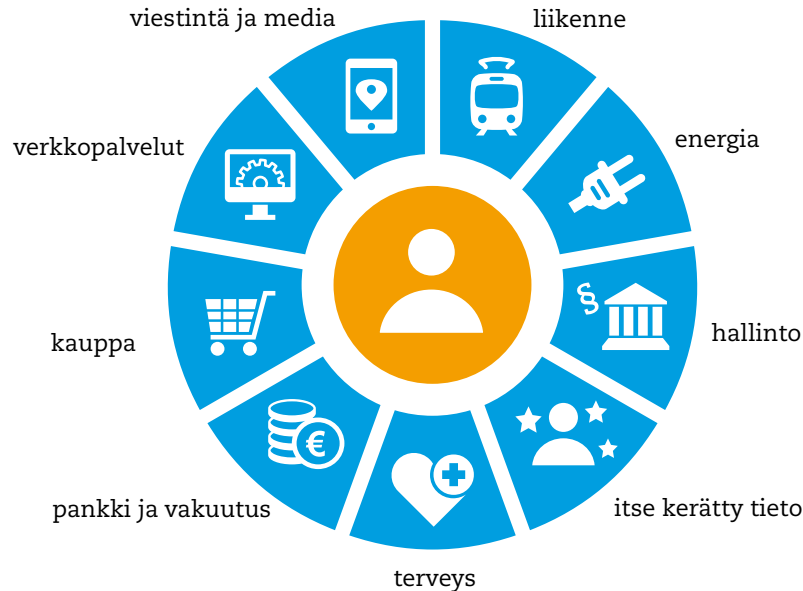 viestintä ja media
liikenne
verkkopalvelut
energia
§
kauppa
hallinto
€
pankki ja vakuutus
itse kerätty tieto
terveys